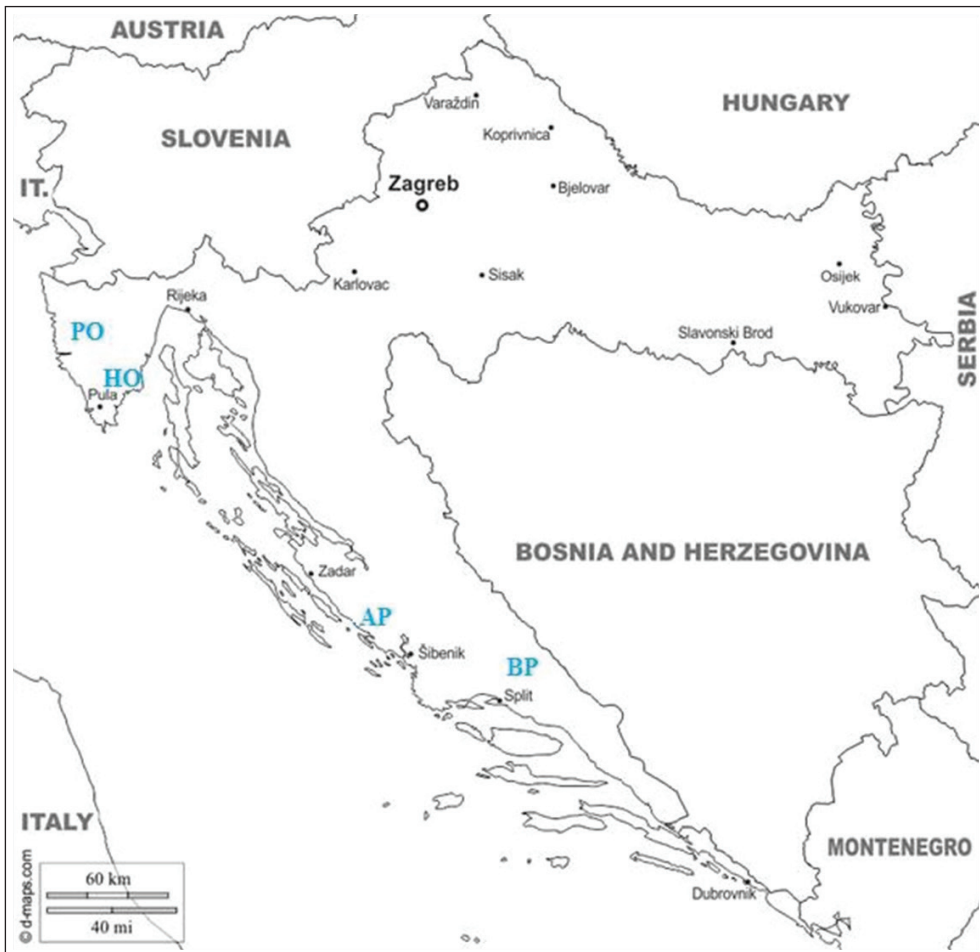 AUSTRIA
HUNGARY
SLOVENIA
Varaždin
Koprivnica
IT.
Zagreb
Bjelovar
Karlovac
Sisak
Osijek
Rijeka
Vukovar
SERBIA
PO
Slavonski Brod
HO
Pula
BOSNIA AND HERZEGOVINA
Zadar
AP
Šibenik
BP
Split
ITALY
MONTENEGRO
60 km
40 mi
Dubrovnik
© d-maps.com